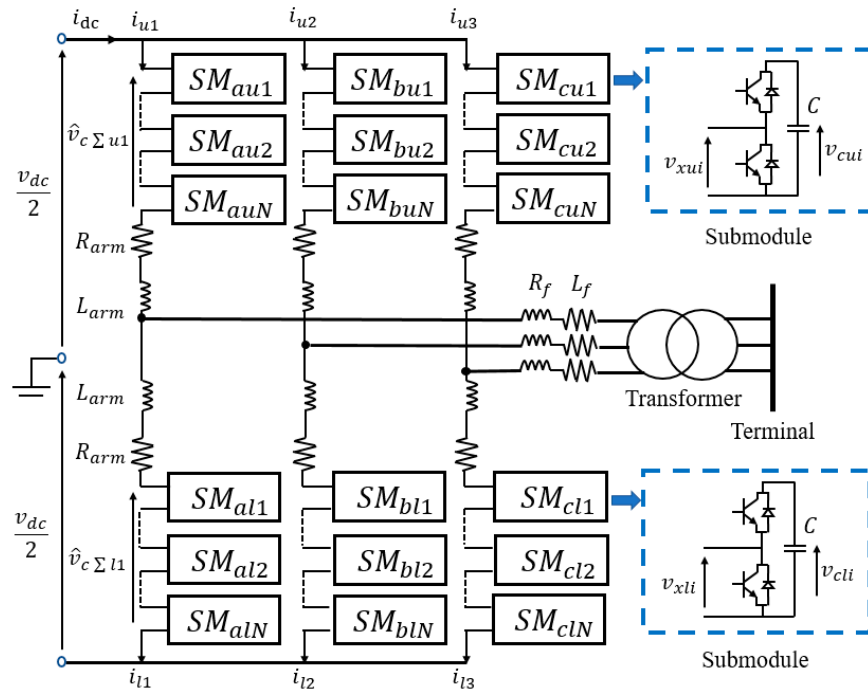 i_dc i_u1 i_u2 i_u3
SM_au1 SM_bu1 SM_cu1
C
v̂_c Σ u1
SM_au2 SM_bu2 SM_cu2
v_xui v_cui
v_dc/2
SM_auN SM_buN SM_cuN
Submodule
R_arm
R_f L_f
L_arm
Transformer
L_arm
Terminal
R_arm
SM_al1 SM_bl1 SM_cl1
C
v_dc/2
v̂_c Σ l1
SM_al2 SM_bl2 SM_cl2
v_xli v_cli
SM_alN SM_blN SM_clN
Submodule
i_l1 i_l2 i_l3